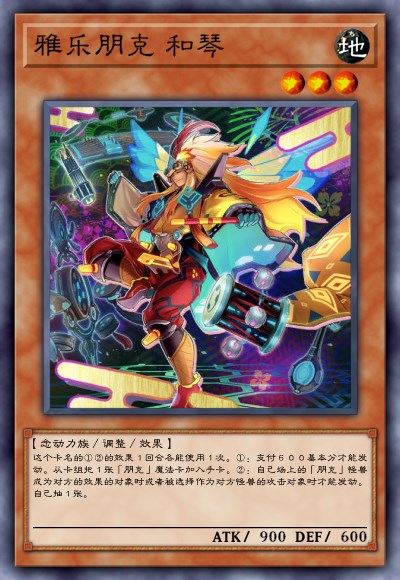 雅乐朋克 和琴
地
【念动力族／调整／效果】
这个卡名的①②的效果1回合各能使用1次。①：支付６００基本分才能发
动。从卡组把1张「朋克」魔法卡加入手卡。②：自己场上的「朋克」怪兽
成为对方的效果的对象时或者被选择作为对方怪兽的攻击对象时才能发动。
自己抽1张。
ATK/ 900 DEF/ 600